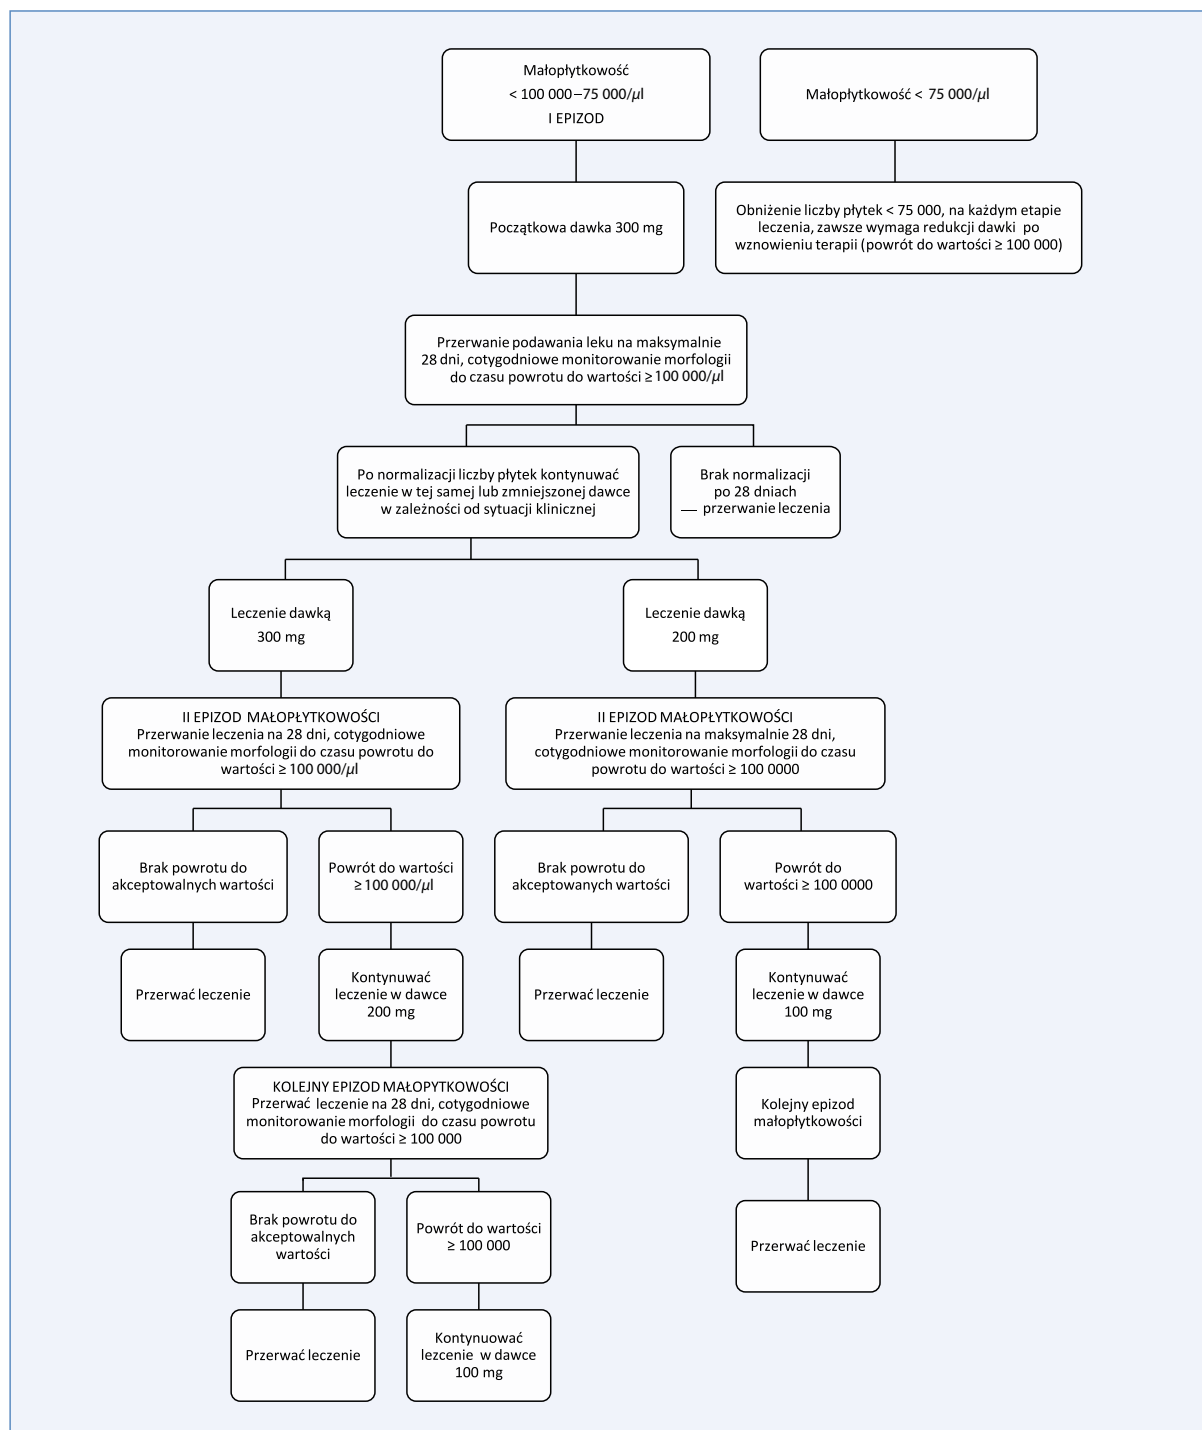 Małopłytkowość
< 100 000–75 000/µl
I EPIZOD
Małopłytkowość < 75 000/µl
Początkowa dawka 300 mg
Obniżenie liczby płytek < 75 000, na każdym etapie
leczenia, zawsze wymaga redukcji dawki po
wznowieniu terapii (powrót do wartości ≥ 100 000)
Przerwanie podawania leku na maksymalnie
28 dni, cotygodniowe monitorowanie morfologii
do czasu powrotu do wartości ≥ 100 000/µl
Po normalizacji liczby płytek kontynuwać
leczenie w tej samej lub zmniejszonej dawce
w zależności od sytuacji klinicznej
Brak normalizacji
po 28 dniach
— przerwanie leczenia
Leczenie dawką
300 mg
Leczenie dawką
200 mg
II EPIZOD MAŁOPŁYTKOWOŚCI
Przerwanie leczenia na 28 dni, cotygodniowe
monitorowanie morfologii do czasu powrotu do
wartości ≥ 100 000/µl
II EPIZOD MAŁOPŁYTKOWOŚCI
Przerwanie leczenia na maksymalnie 28 dni,
cotygodniowe monitorowanie morfologii do czasu
powrotu do wartości ≥ 100 0000
Brak powrotu do
akceptowalnych wartości
Powrót do wartości
≥ 100 000/µl
Brak powrotu do
akceptowanych wartości
Powrót do
wartości ≥ 100 0000
Przerwać leczenie
Kontynuwać
leczenie w dawce
200 mg
Przerwać leczenie
Kontynuwać
leczenie w dawce
100 mg
KOLEJNY EPIZOD MAŁOPYTKOWOŚCI
Przerwać leczenie na 28 dni, cotygodniowe
monitorowanie morfologii do czasu powrotu
do wartości ≥ 100 000
Kolejny epizod
małopłytkowości
Brak powrotu do
akceptowalnych
wartości
Powrót do wartości
≥ 100 000
Przerwać leczenie
Przerwać leczenie
Kontynuować
lezcenie w dawce
100 mg